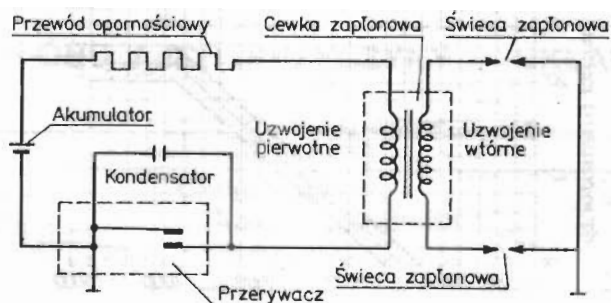 Przewód opornościowy
Cewka zapłonowa
Świeca zapłonowa
Akumulator
Uzwojenie
pierwotne
Uzwojenie
wtórne
Kondensator
Świeca zapłonowa
Przerywacz